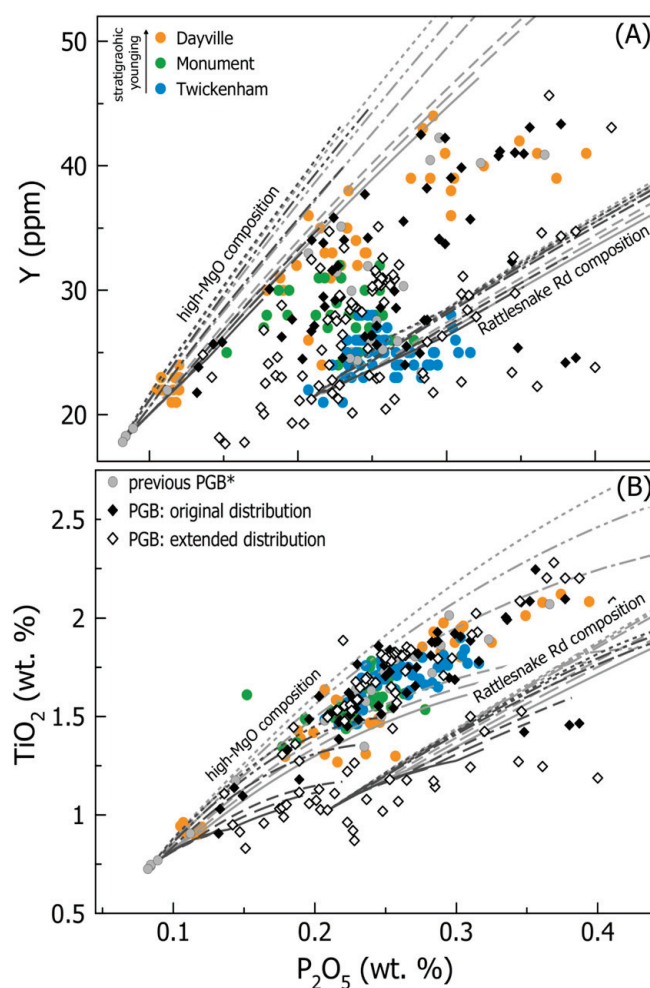 (A)
stratigraohic
younging
Dayville
Monument
Twickenham
50
40
30
20
Y (ppm)
high-MgO composition
Rattlesnake Rd composition
(B)
previous PGB*
PGB: original distribution
PGB: extended distribution
2.5
2
1.5
1
0.5
TiO₂ (wt. %)
high-MgO composition
Rattlesnake Rd composition
0.1 0.2 0.3 0.4
P₂O₅ (wt. %)